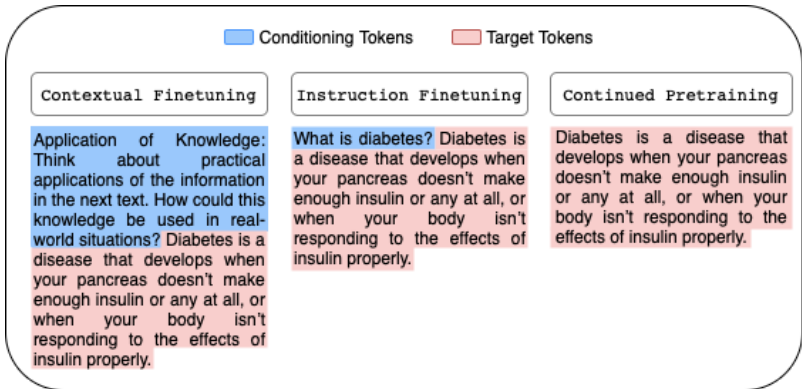 Conditioning Tokens
Target Tokens
Contextual Finetuning
Application of Knowledge:
Think about practical
applications of the information
in the next text. How could this
knowledge be used in real-
world situations? Diabetes is a
disease that develops when
your pancreas doesn't make
enough insulin or any at all, or
when your body isn't
responding to the effects of
insulin properly.
Instruction Finetuning
What is diabetes? Diabetes is
a disease that develops when
your pancreas doesn't make
enough insulin or any at all, or
when your body isn't
responding to the effects of
insulin properly.
Continued Pretraining
Diabetes is a disease that
develops when your pancreas
doesn't make enough insulin
or any at all, or when your
body isn't responding to the
effects of insulin properly.